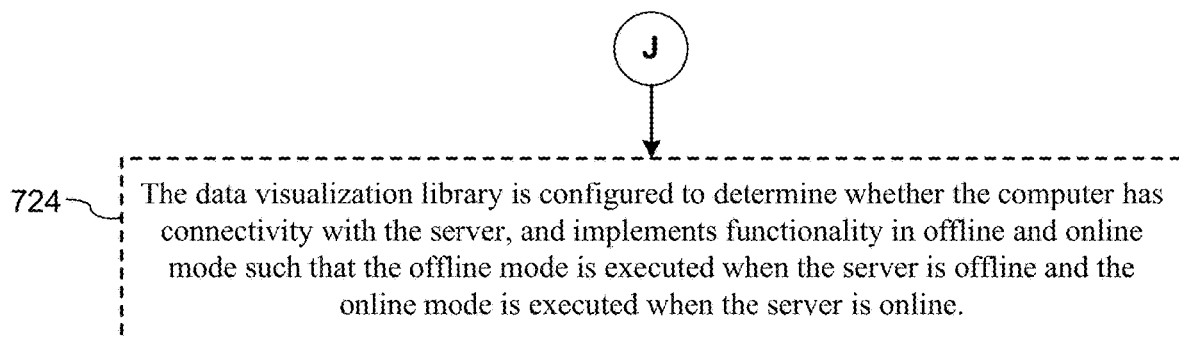 J
724
The data visualization library is configured to determine whether the computer has
connectivity with the server, and implements functionality in offline and online
mode such that the offline mode is executed when the server is offline and the
online mode is executed when the server is online.